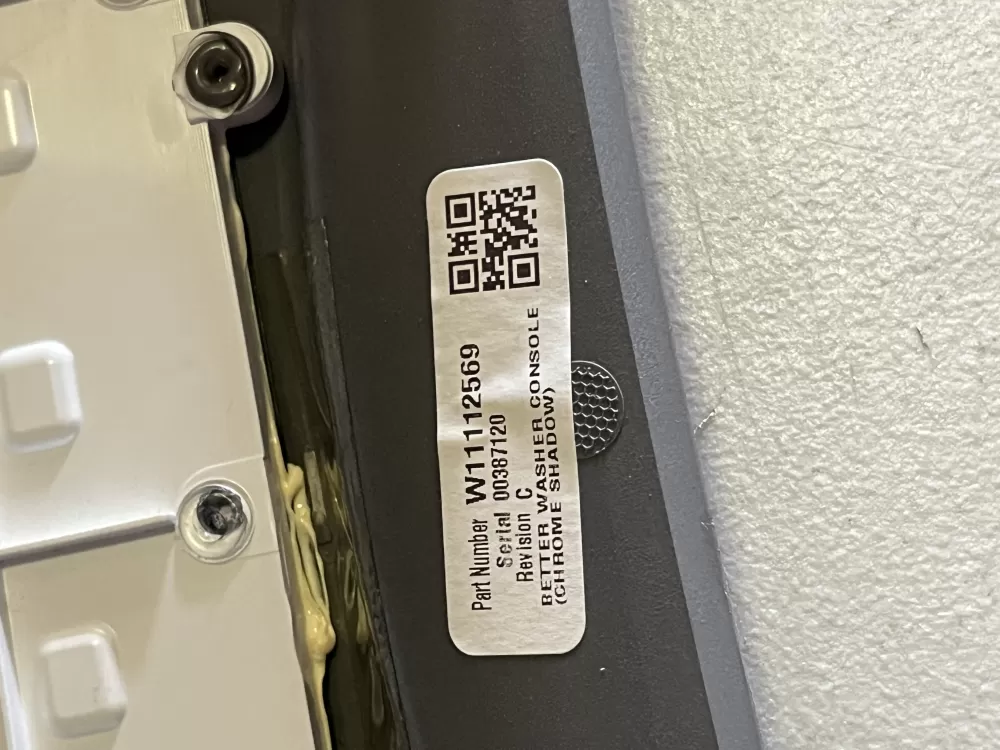 Part Number W11112569
Serial 00387120
Revision C
BETTER WASHER CONSOLE
(CHROME SHADOW)